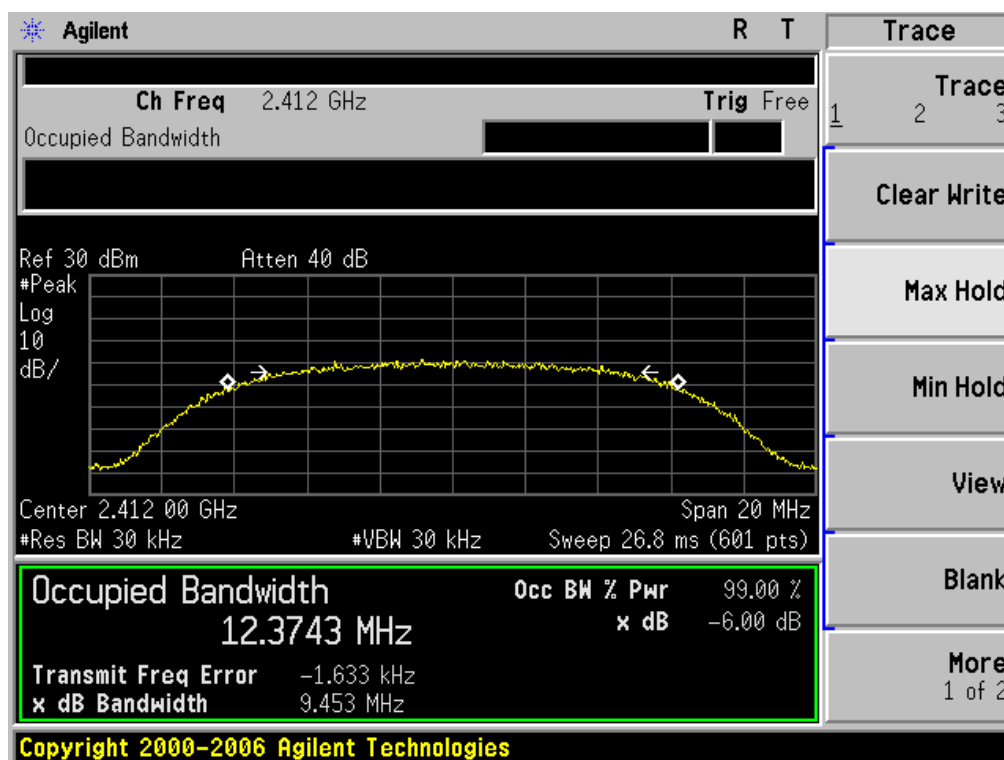 Agilent R T Trace
Ch Freq 2.412 GHz Trig Free
Occupied Bandwidth
Trace
1 2 3
Clear Write
Max Hold
Min Hold
View
Blank
More
1 of 2
Ref 30 dBm Atten 40 dB
#Peak
Log
10
dB/
Center 2.412 00 GHz Span 20 MHz
#Res BW 30 kHz #VBW 30 kHz Sweep 26.8 ms (601 pts)
Occupied Bandwidth Occ BW % Pwr 99.00 %
12.3743 MHz x dB -6.00 dB
Transmit Freq Error -1.633 kHz
x dB Bandwidth 9.453 MHz
Copyright 2000-2006 Agilent Technologies